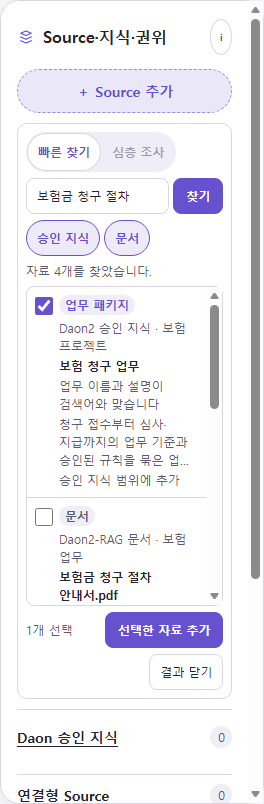 Source·지식·권위
i
+ Source 추가
빠른 찾기
심층 조사
보험금 청구 절차
찾기
승인 지식
문서
자료 4개를 찾았습니다.
업무 패키지
Daon2 승인 지식 · 보험
프로젝트
보험 청구 업무
업무 이름과 설명이
검색어와 맞습니다
청구 접수부터 심사·
지급까지의 업무 기준과
승인된 규칙을 묶은 업...
승인 지식 범위에 추가
문서
Daon2-RAG 문서 · 보험
업무
보험금 청구 절차
안내서.pdf
1개 선택
선택한 자료 추가
결과 닫기
Daon 승인 지식
0
연결형 Source
0